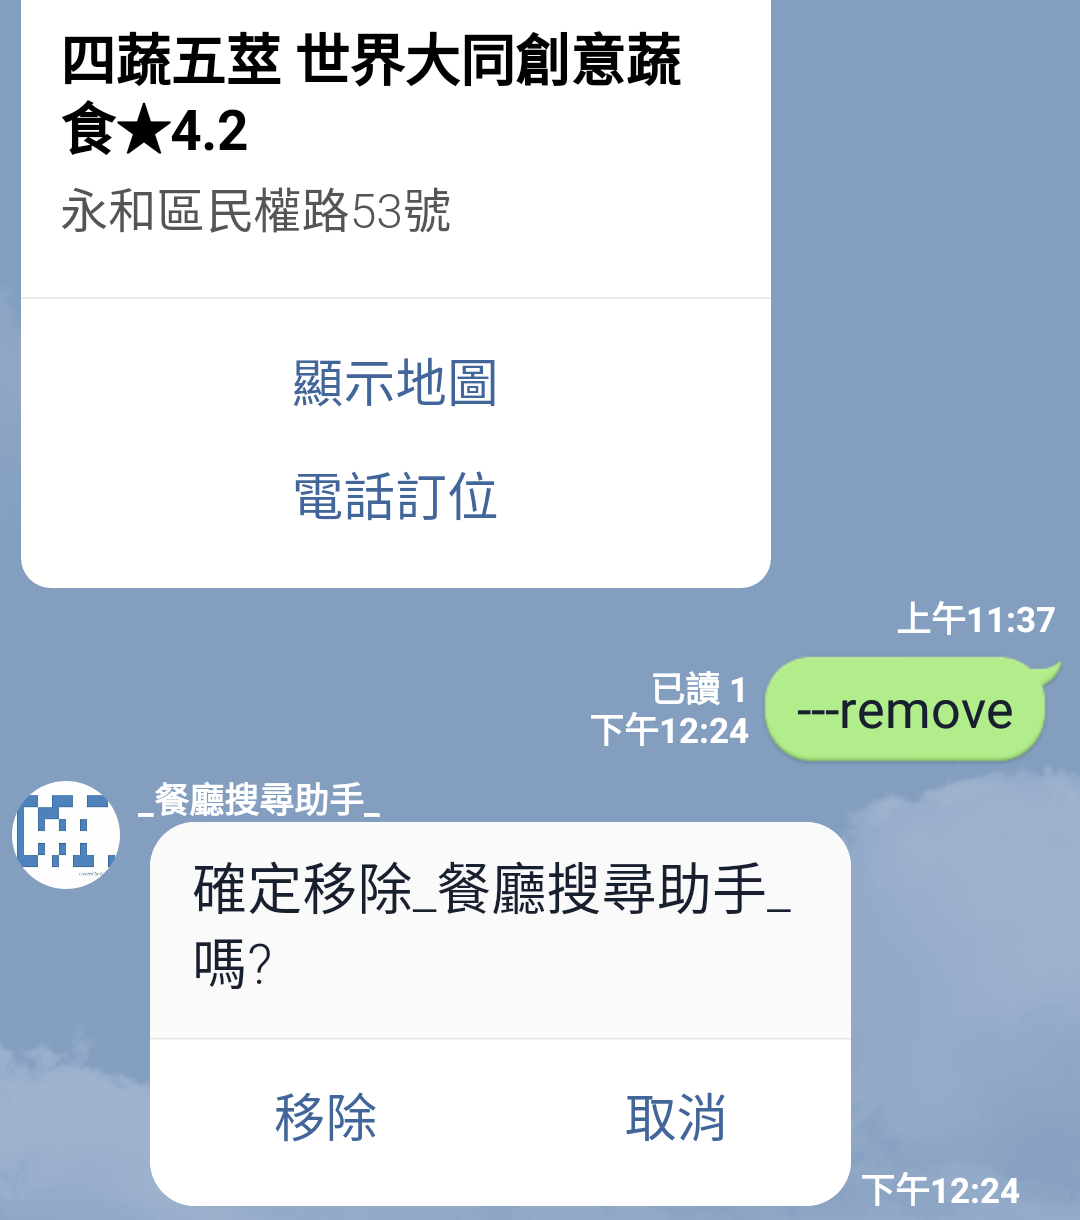 四蔬五莖 世界大同創意蔬
食★4.2
永和區民權路53號
顯示地圖
電話訂位
上午11:37
已讀 1
下午12:24
---remove
_餐廳搜尋助手_
確定移除_餐廳搜尋助手_
嗎?
移除
取消
下午12:24